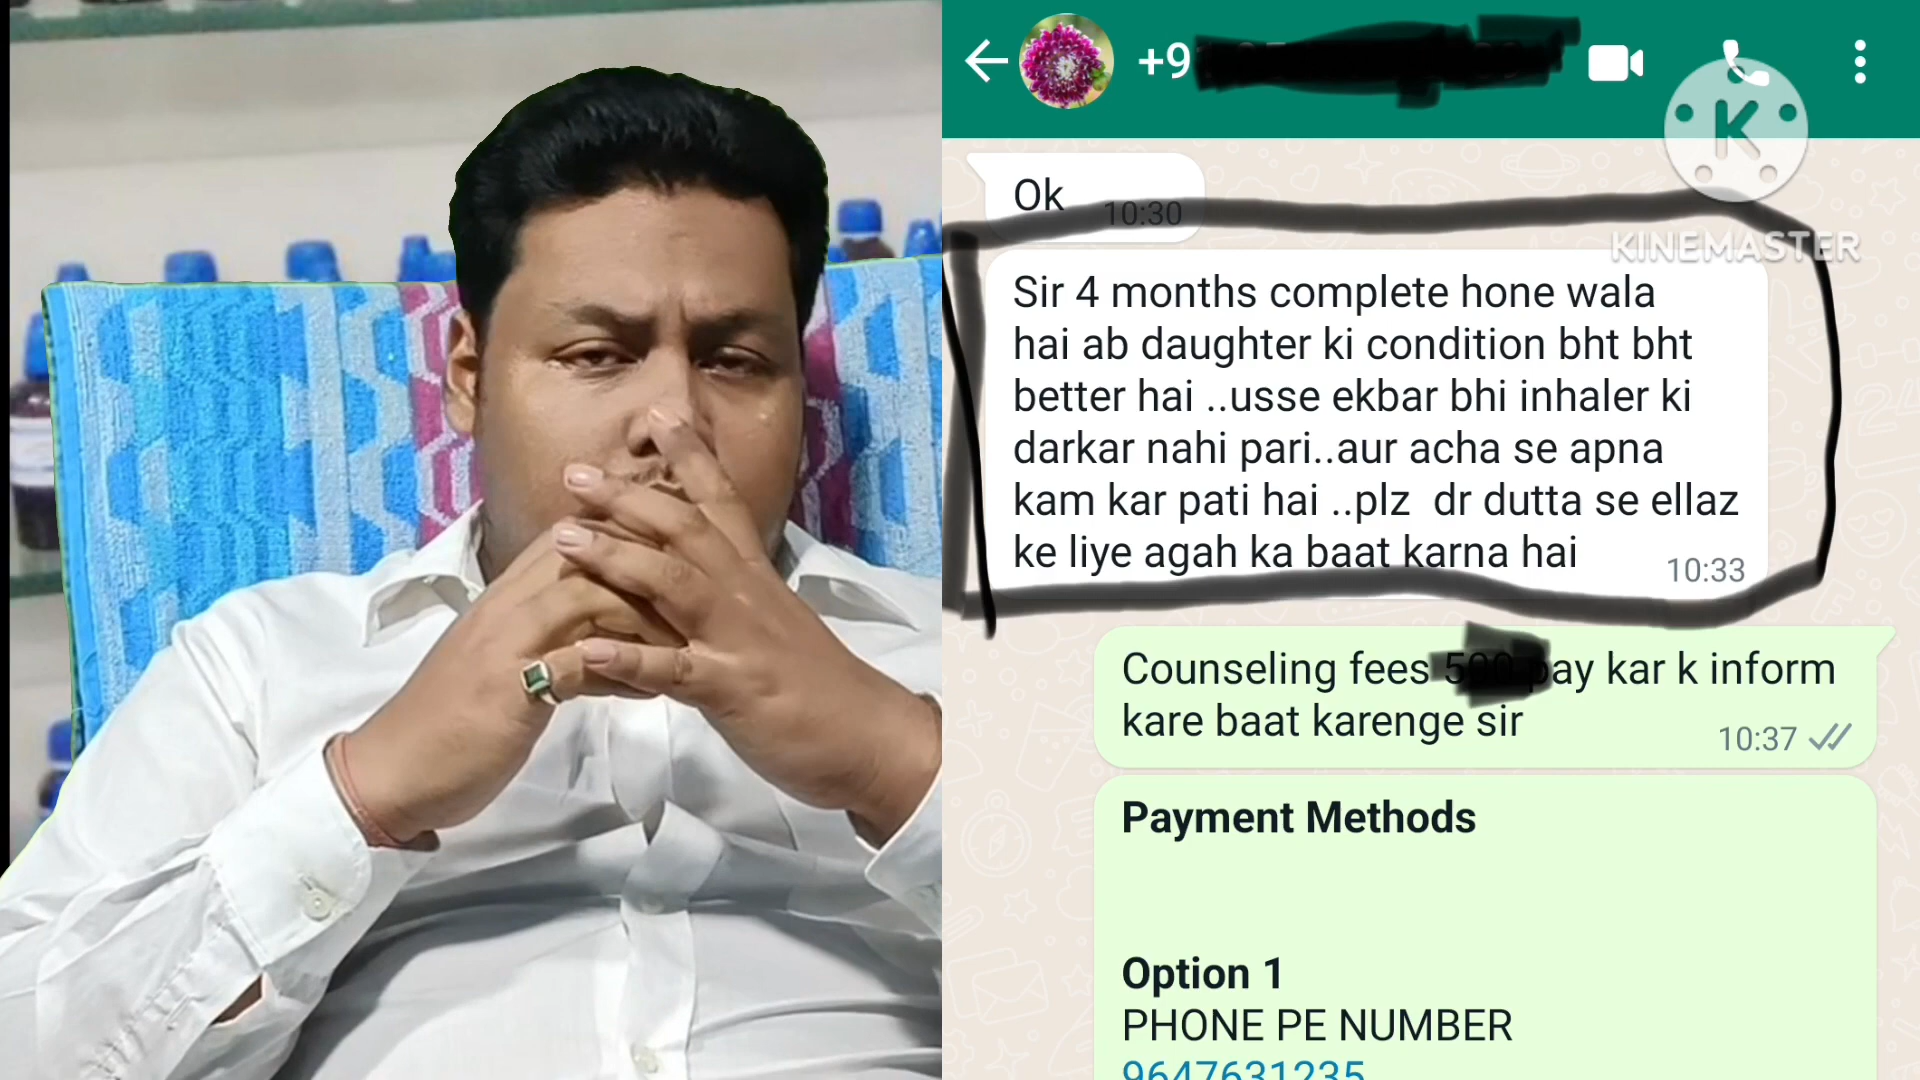 +9
Ok
10:30
KINEMASTER
Sir 4 months complete hone wala
hai ab daughter ki condition bht bht
better hai ..usse ekbar bhi inhaler ki
darkar nahi pari..aur acha se apna
kam kar pati hai ..plz dr dutta se ellaz
ke liye agah ka baat karna hai
10:33
Counseling fees pay kar k inform
kare baat karenge sir
10:37
Payment Methods
Option 1
PHONE PE NUMBER
9647631235